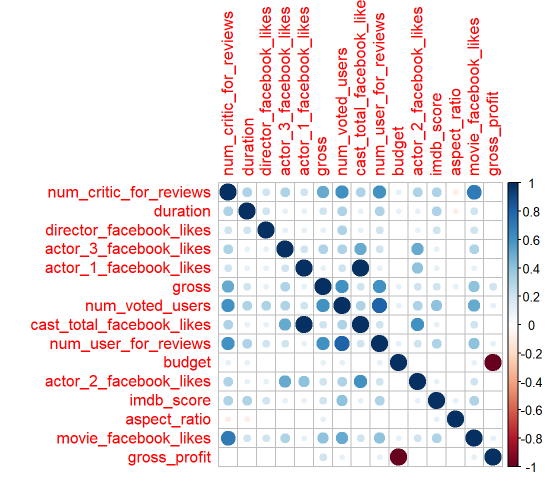 num_critic_for_reviews
duration
director_facebook_likes
actor_3_facebook_likes
actor_1_facebook_likes
gross
num_voted_users
cast_total_facebook_likes
num_user_for_reviews
budget
actor_2_facebook_likes
imdb_score
aspect_ratio
movie_facebook_likes
gross_profit
num_critic_for_reviews
duration
director_facebook_likes
actor_3_facebook_likes
actor_1_facebook_likes
gross
num_voted_users
cast_total_facebook_likes
num_user_for_reviews
budget
actor_2_facebook_likes
imdb_score
aspect_ratio
movie_facebook_likes
gross_profit
1
0.8
0.6
0.4
0.2
0
-0.2
-0.4
-0.6
-0.8
-1